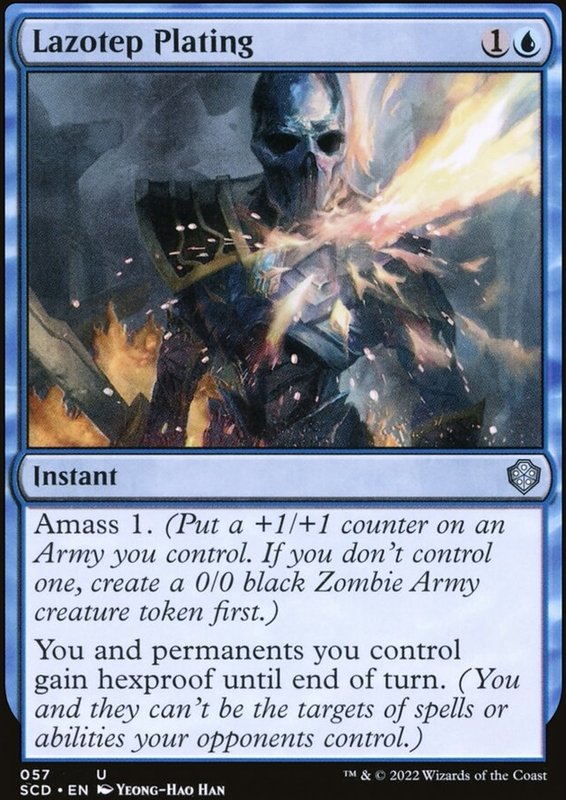 Lazotep Plating 1
Instant
Amass 1. (Put a +1/+1 counter on an
Army you control. If you don't control
one, create a 0/0 black Zombie Army
creature token first.)
You and permanents you control
gain hexproof until end of turn. (You
and they can't be the targets of spells or
abilities your opponents control.)
057 U
SCD • EN Yeong-Hao Han
™ & © 2022 Wizards of the Coast